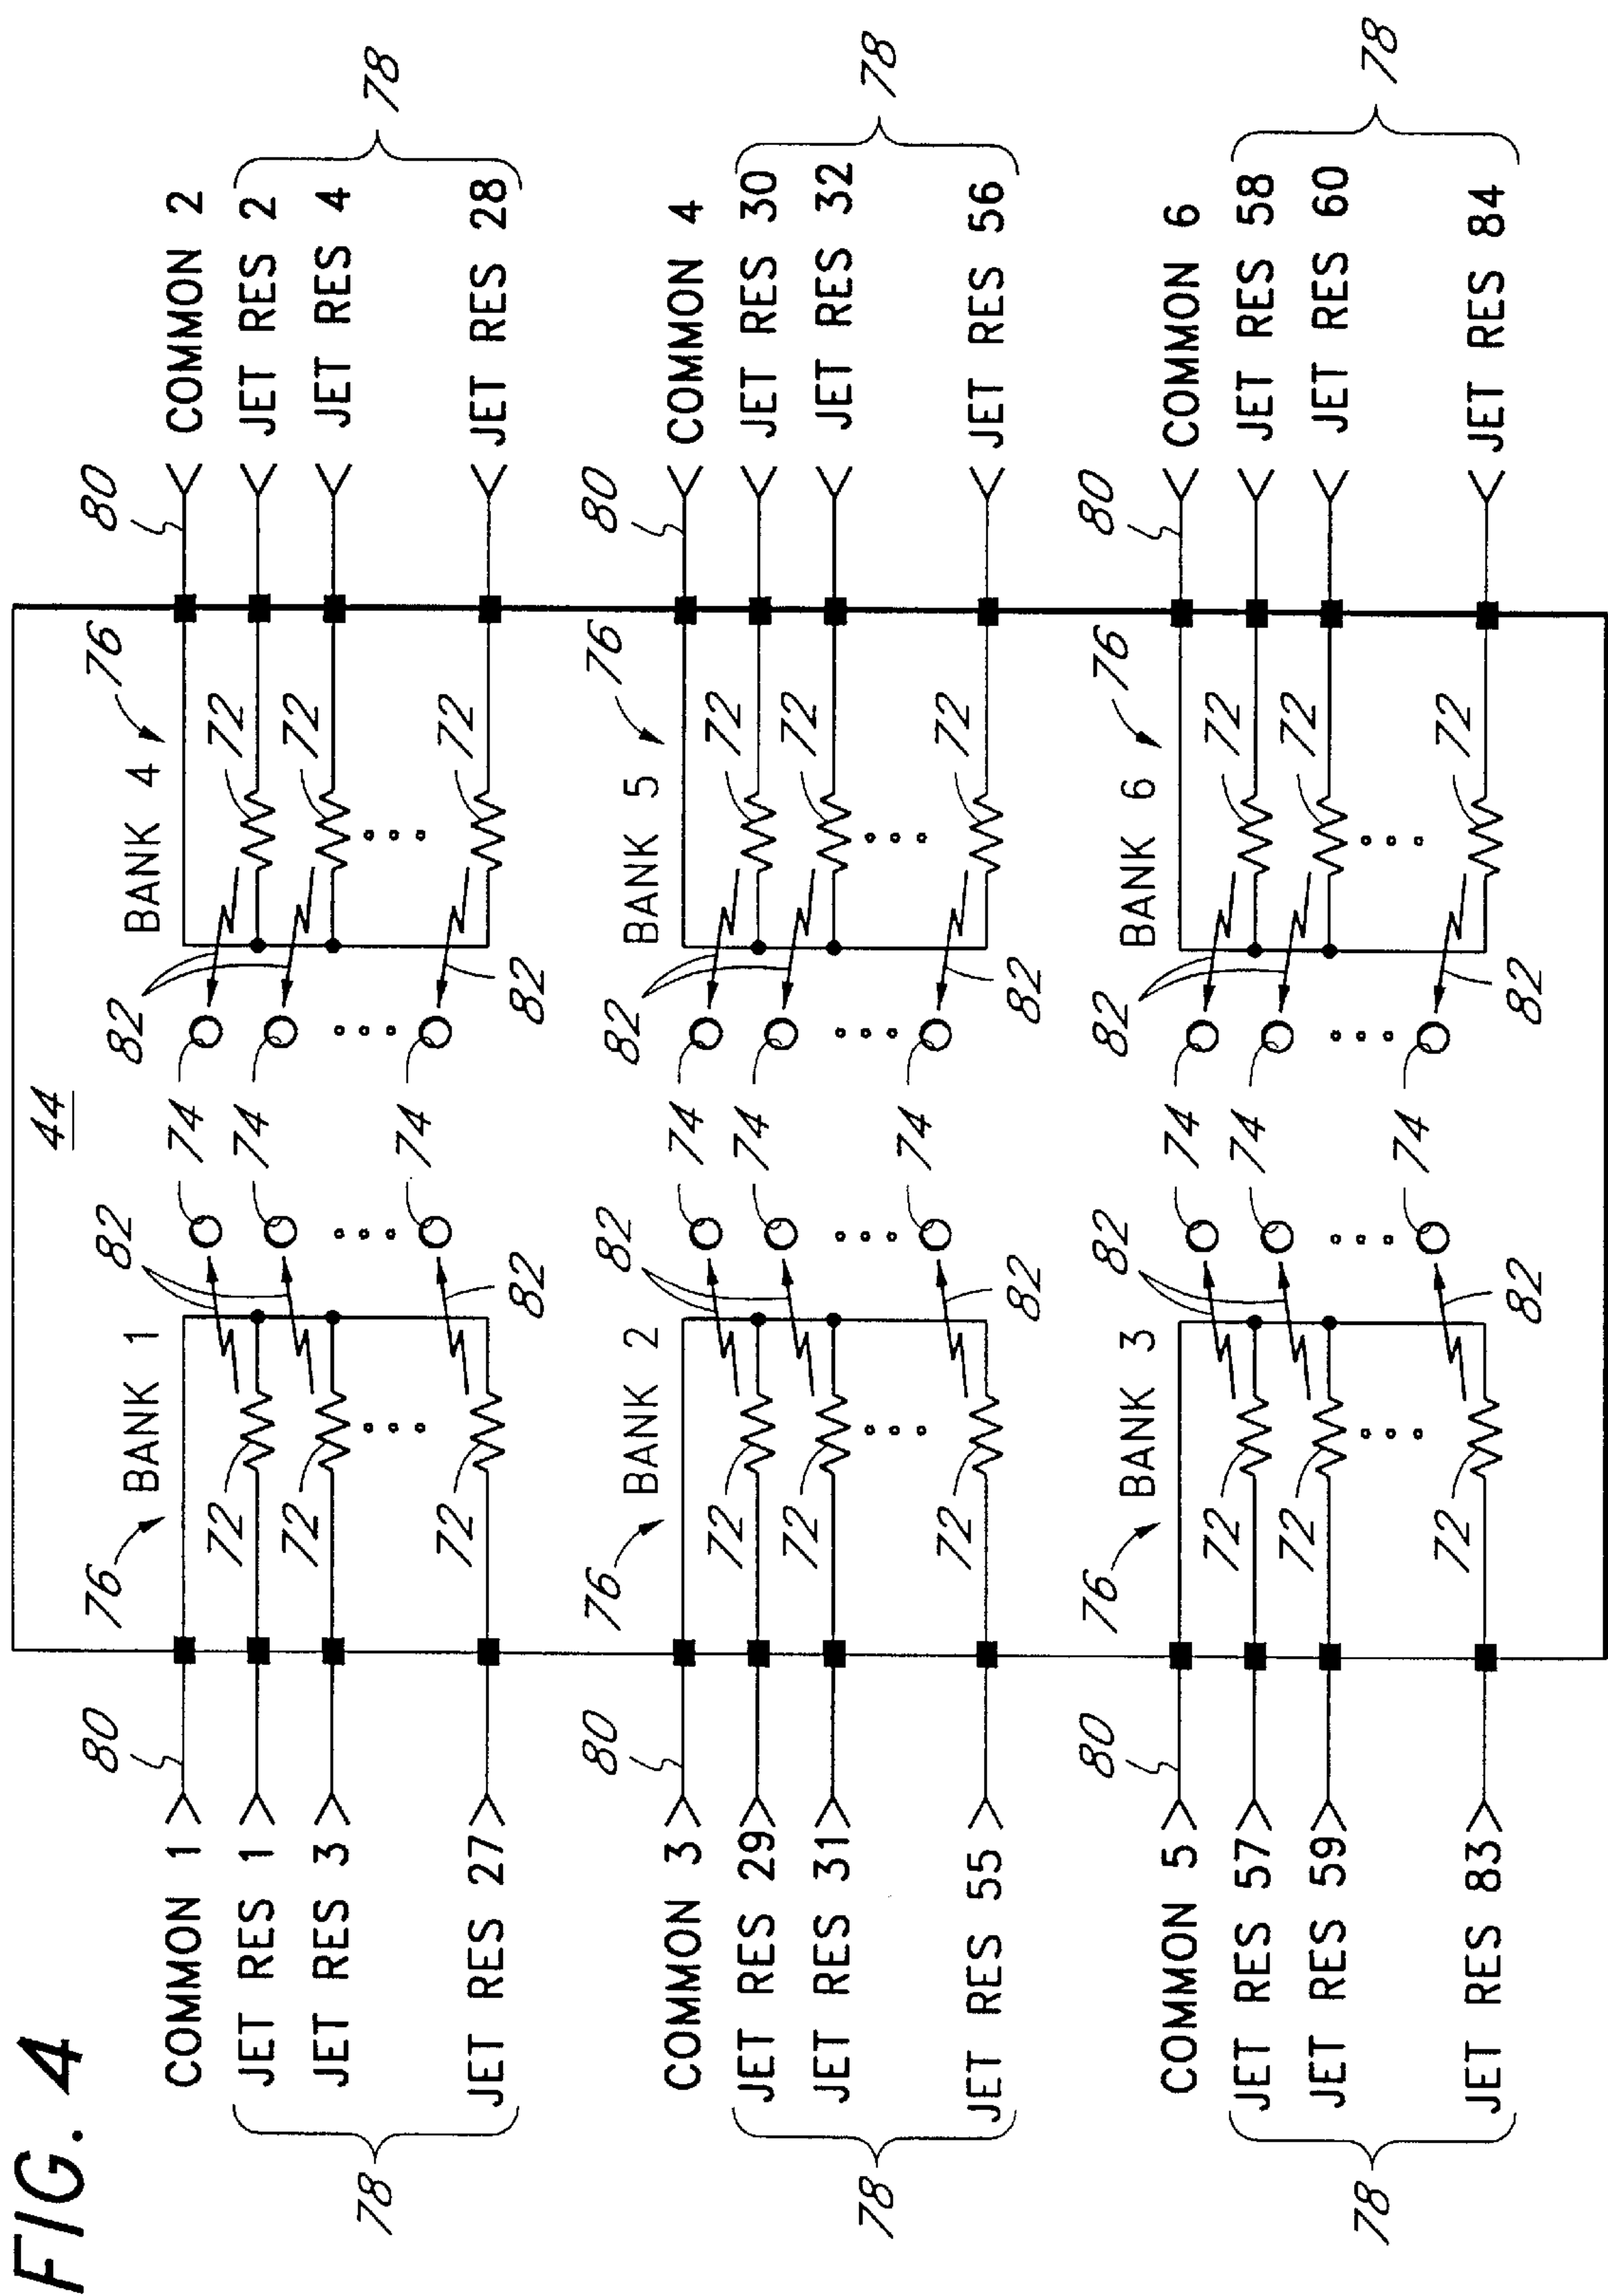 FIG. 4
44
COMMON 1
80
76
BANK 1
82
74
82
BANK 4
76
80
COMMON 2
JET RES 1
72
74
72
JET RES 2
JET RES 3
72
72
JET RES 4
78
78
JET RES 27
72
82
74
82
72
JET RES 28
COMMON 3
80
76
BANK 2
82
74
82
BANK 5
76
80
COMMON 4
JET RES 29
72
74
72
JET RES 30
JET RES 31
72
72
JET RES 32
78
78
JET RES 55
72
82
74
82
72
JET RES 56
COMMON 5
80
76
BANK 3
82
74
82
BANK 6
76
80
COMMON 6
JET RES 57
72
74
72
JET RES 58
JET RES 59
72
72
JET RES 60
78
78
JET RES 83
72
82
74
82
72
JET RES 84